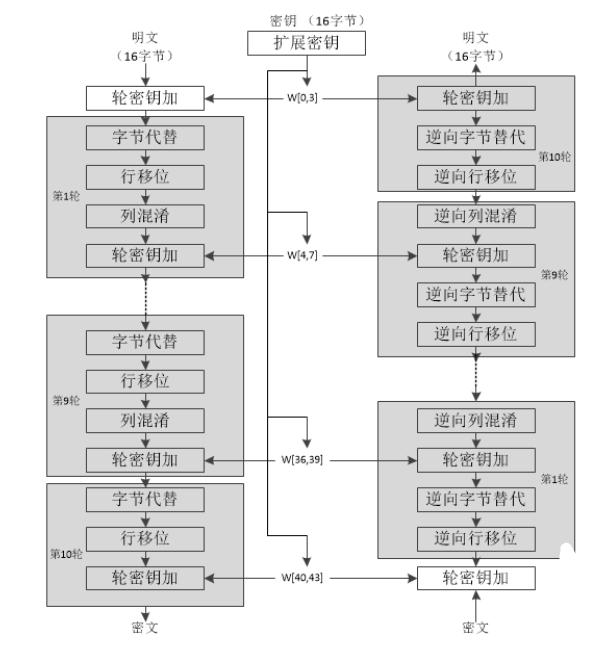 密钥 （16字节）
扩展密钥
明文
（16字节）
轮密钥加
第1轮
字节代替
行移位
列混淆
轮密钥加
第9轮
字节代替
行移位
列混淆
轮密钥加
第10轮
字节代替
行移位
轮密钥加
密文
W[0,3]
W[4,7]
W[36,39]
W[40,43]
明文
（16字节）
轮密钥加
逆向字节替代
逆向行移位
第10轮
逆向列混淆
轮密钥加
逆向字节替代
逆向行移位
第9轮
逆向列混淆
轮密钥加
逆向字节替代
逆向行移位
第1轮
轮密钥加
密文